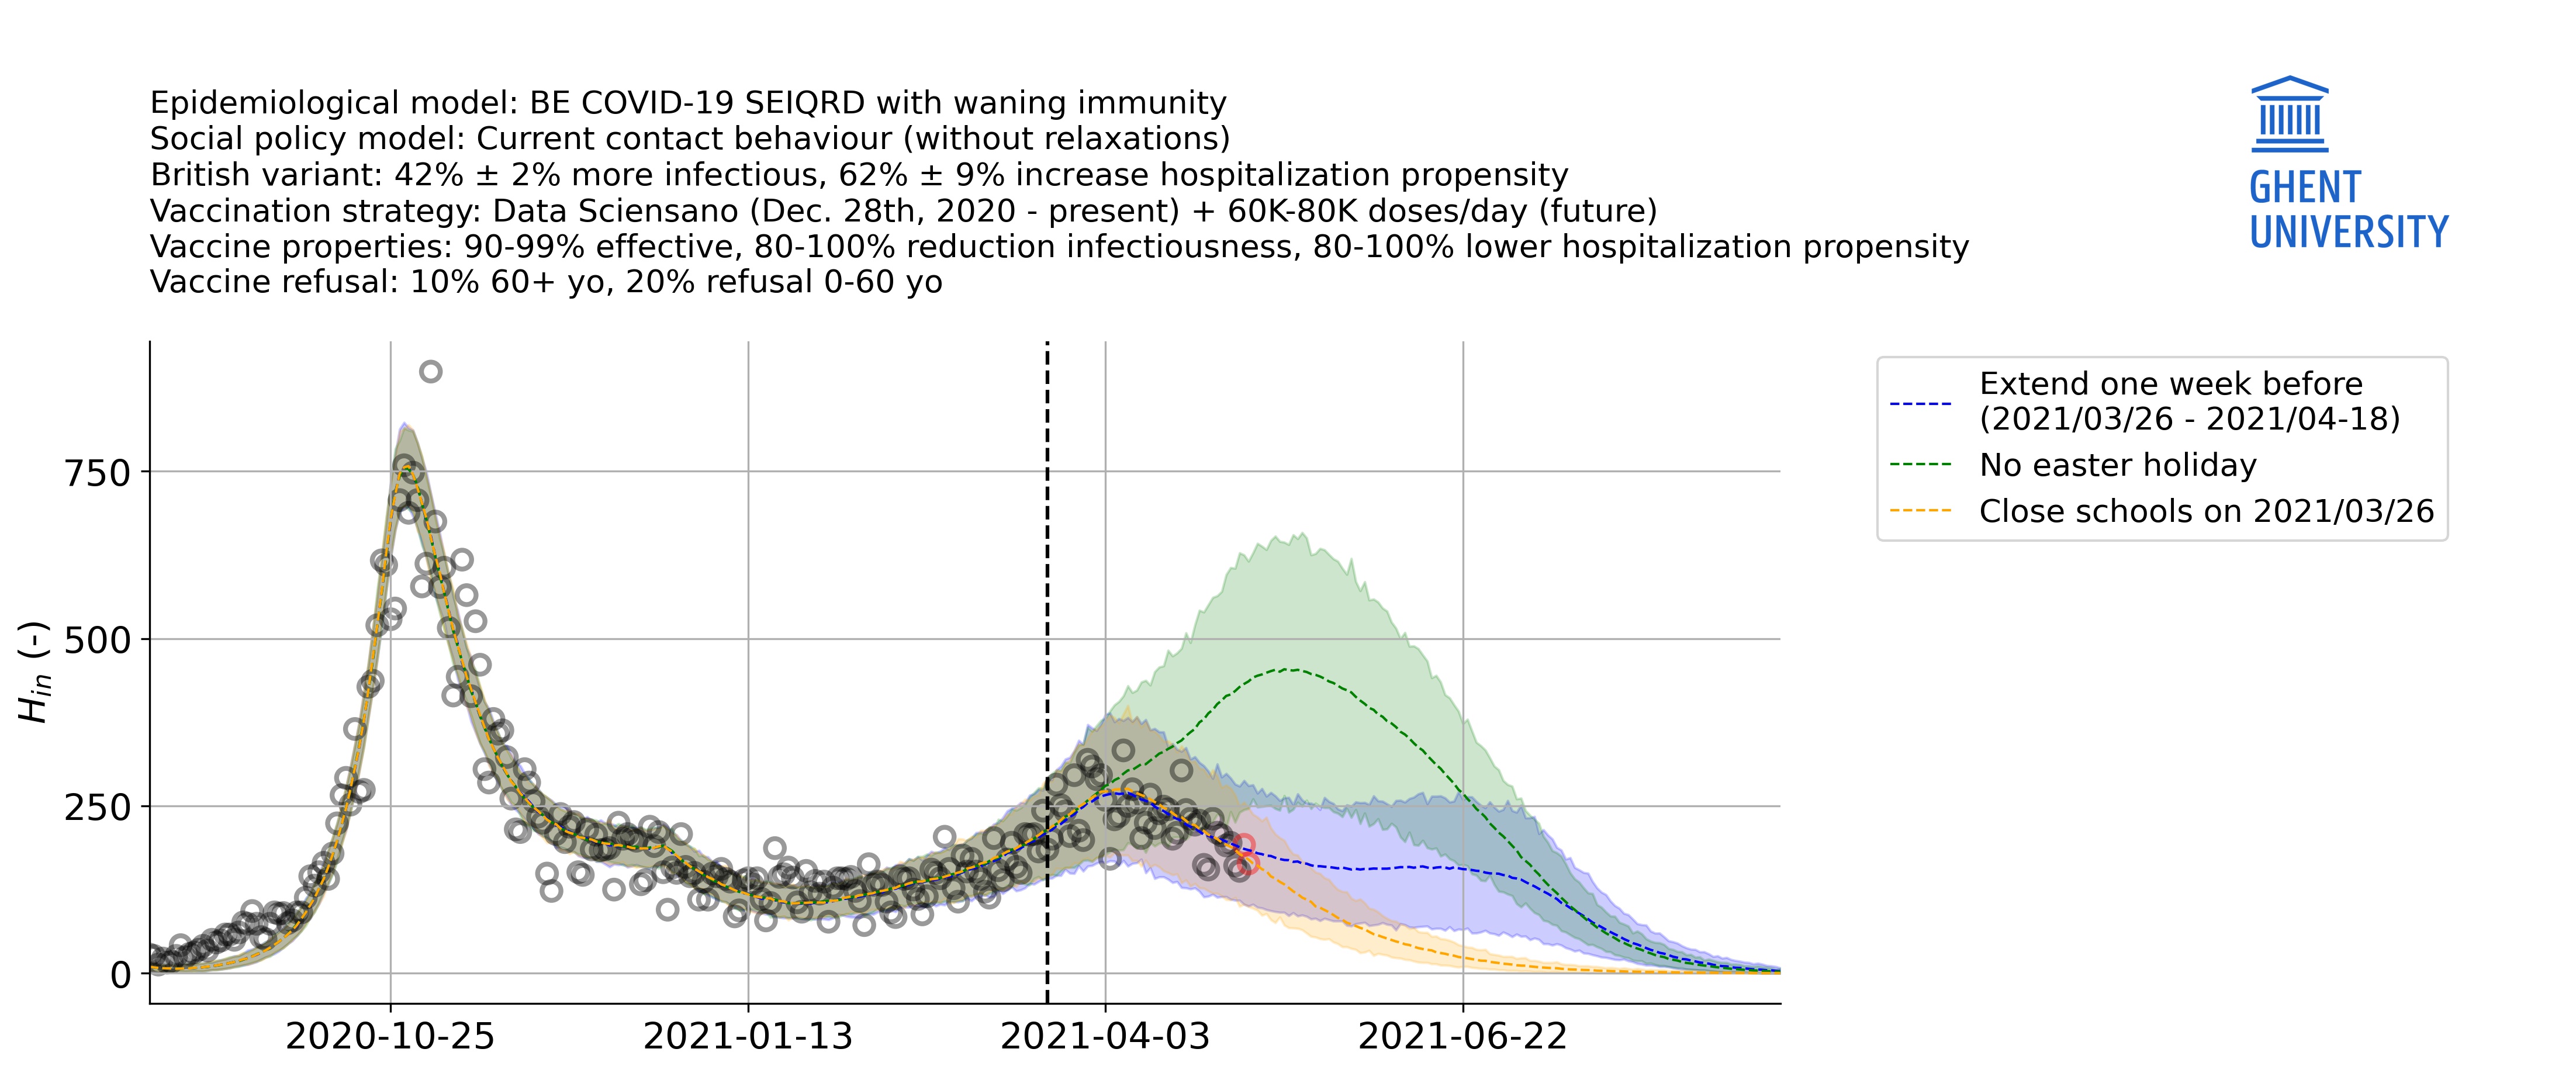 Epidemiological model: BE COVID-19 SEIQRD with waning immunity
Social policy model: Current contact behaviour (without relaxations)
British variant: 42% ± 2% more infectious, 62% ± 9% increase hospitalization propensity
Vaccination strategy: Data Sciensano (Dec. 28th, 2020 - present) + 60K-80K doses/day (future)
Vaccine properties: 90-99% effective, 80-100% reduction infectiousness, 80-100% lower hospitalization propensity
Vaccine refusal: 10% 60+ yo, 20% refusal 0-60 yo
GHENT
UNIVERSITY
Extend one week before
(2021/03/26 - 2021/04-18)
No easter holiday
Close schools on 2021/03/26
H_in (-)
750
500
250
0
2020-10-25
2021-01-13
2021-04-03
2021-06-22